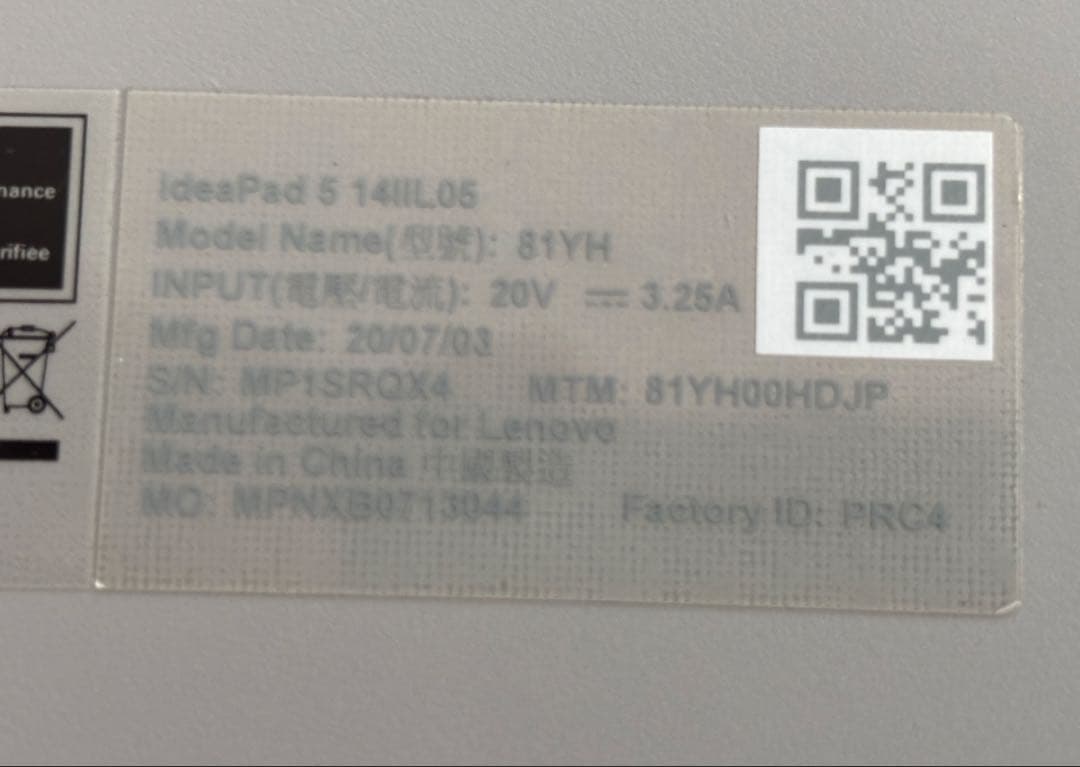 mance
rifiée
IdeaPad 5 14IIL05
Model Name(型號): 81YH
INPUT(電壓/電流): 20V ⎓ 3.25A
Mfg Date: 20/07/03
S/N: MP1SRQX4 MTM: 81YH00HDJP
Manufactured for Lenovo
Made in China 中國製造
MO: MPNXB0713044 Factory ID: PRC4